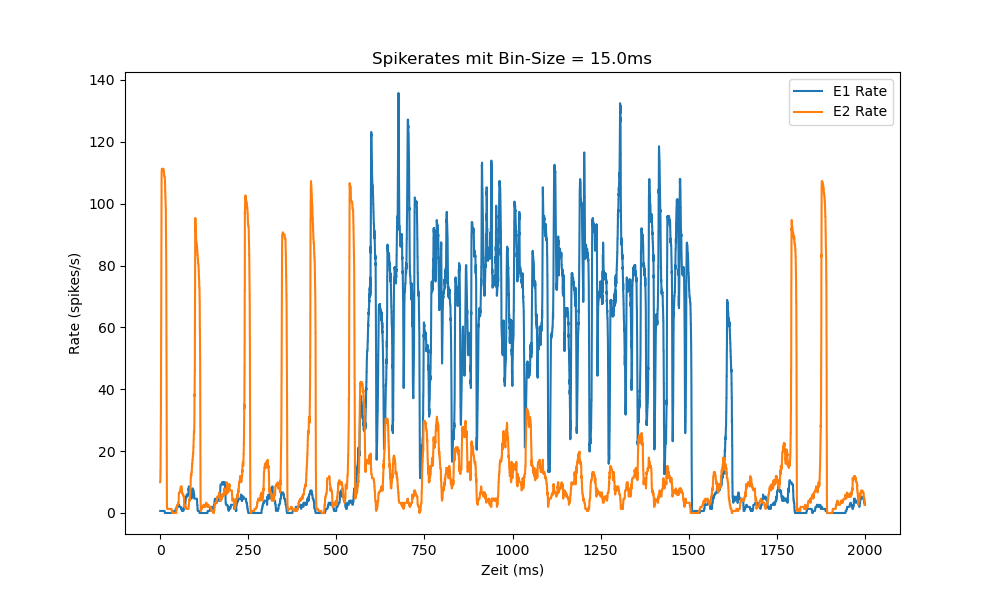 Spikerates mit Bin-Size = 15.0ms
E1 Rate
E2 Rate
140
120
100
80
60
40
20
0
Rate (spikes/s)
0 250 500 750 1000 1250 1500 1750 2000
Zeit (ms)